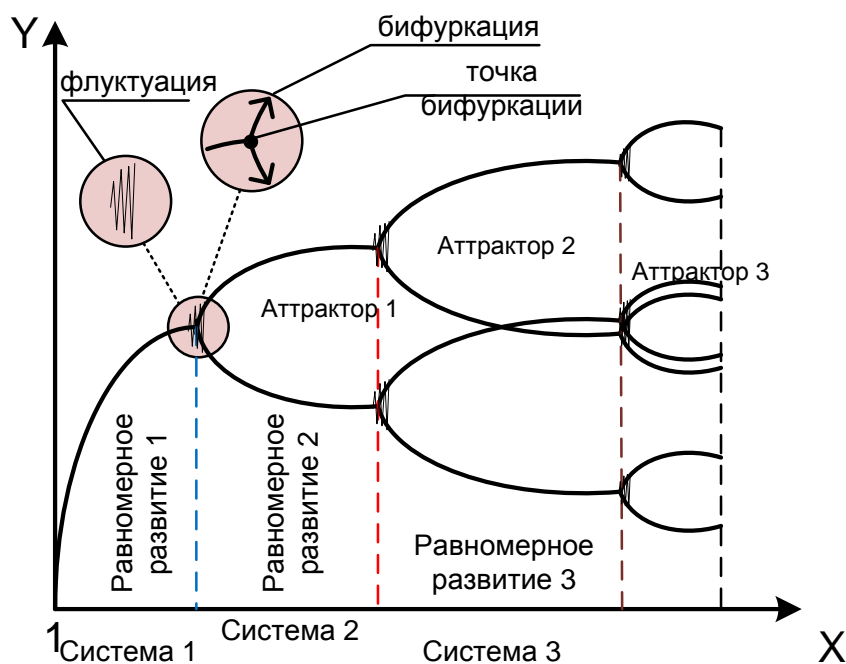 Y
бифуркация
флуктуация
точка
бифуркации
Аттрактор 2
Аттрактор 3
Аттрактор 1
Равномерное
развитие 1
Равномерное
развитие 2
Равномерное
развитие 3
1
Система 1
Система 2
Система 3
X